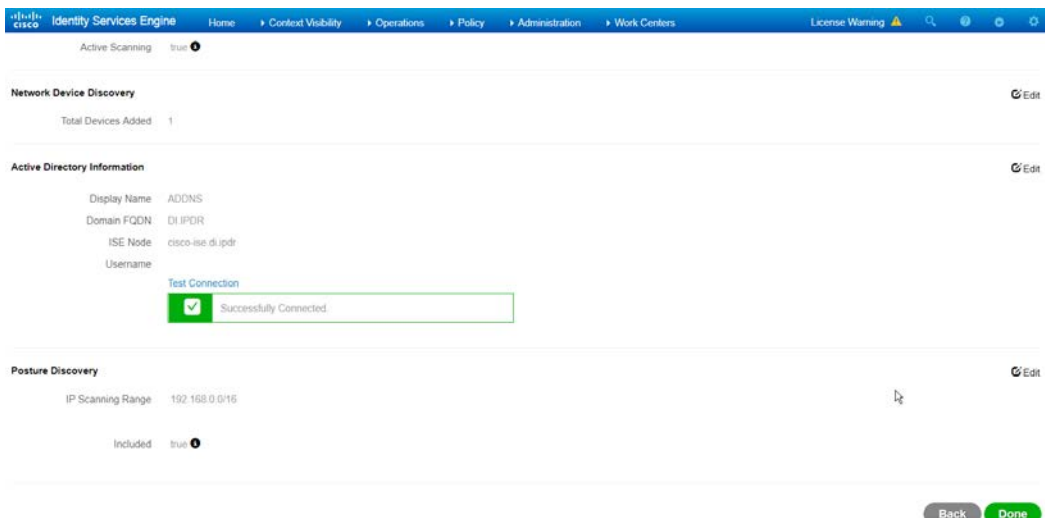 cisco Identity Services Engine Home Context Visibility Operations Policy Administration Work Centers License Warning
Active Scanning true
Network Device Discovery Edit
Total Devices Added 1
Active Directory Information Edit
Display Name ADDNS
Domain FQDN DI.IPDR
ISE Node cisco-ise.di.ipdr
Username
Test Connection
Successfully Connected.
Posture Discovery Edit
IP Scanning Range 192.168.0.0/16
Included true
Back Done